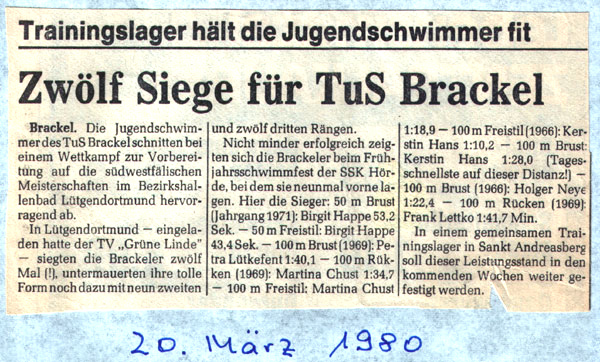 Trainingslager hält die Jugendschwimmer fit
Zwölf Siege für TuS Brackel
Brackel. Die Jugendschwim-
mer des TuS Brackel schnitten bei
einem Wettkampf zur Vorberei-
tung auf die südwestfälischen
Meisterschaften im Bezirkshal-
lenbad Lütgendortmund hervor-
ragend ab.
In Lütgendortmund – eingela-
den hatte der TV „Grüne Linde"
– siegten die Brackeler zwölf
Mal (!), untermauerten ihre tolle
Form noch dazu mit neun zweiten
und zwölf dritten Rängen.
Nicht minder erfolgreich zeig-
ten sich die Brackeler beim Früh-
jahrsschwimmfest der SSK Hör-
de, bei dem sie neunmal vorne la-
gen. Hier die Sieger: 50 m Brust
(Jahrgang 1971): Birgit Happe 53,2
Sek. – 50 m Freistil: Birgit Happe
43,4 Sek. – 100 m Brust (1969): Pe-
tra Lütkefent 1:40,1 – 100 m Rük-
ken (1969): Martina Chust 1:34,7
– 100 m Freistil: Martina Chust
1:18,9 – 100 m Freistil (1966): Ker-
stin Hans 1:10,2 – 100 m Brust:
Kerstin Hans 1:28,0 (Tages-
schnellste auf dieser Distanz!) –
100 m Brust (1966): Holger Neye
1:22,4 – 100 m Rücken (1969):
Frank Lettko 1:41,7 Min.
In einem gemeinsamen Trai-
ningslager in Sankt Andreasberg
soll dieser Leistungsstand in den
kommenden Wochen weiter ge-
festigt werden.
20. März 1980